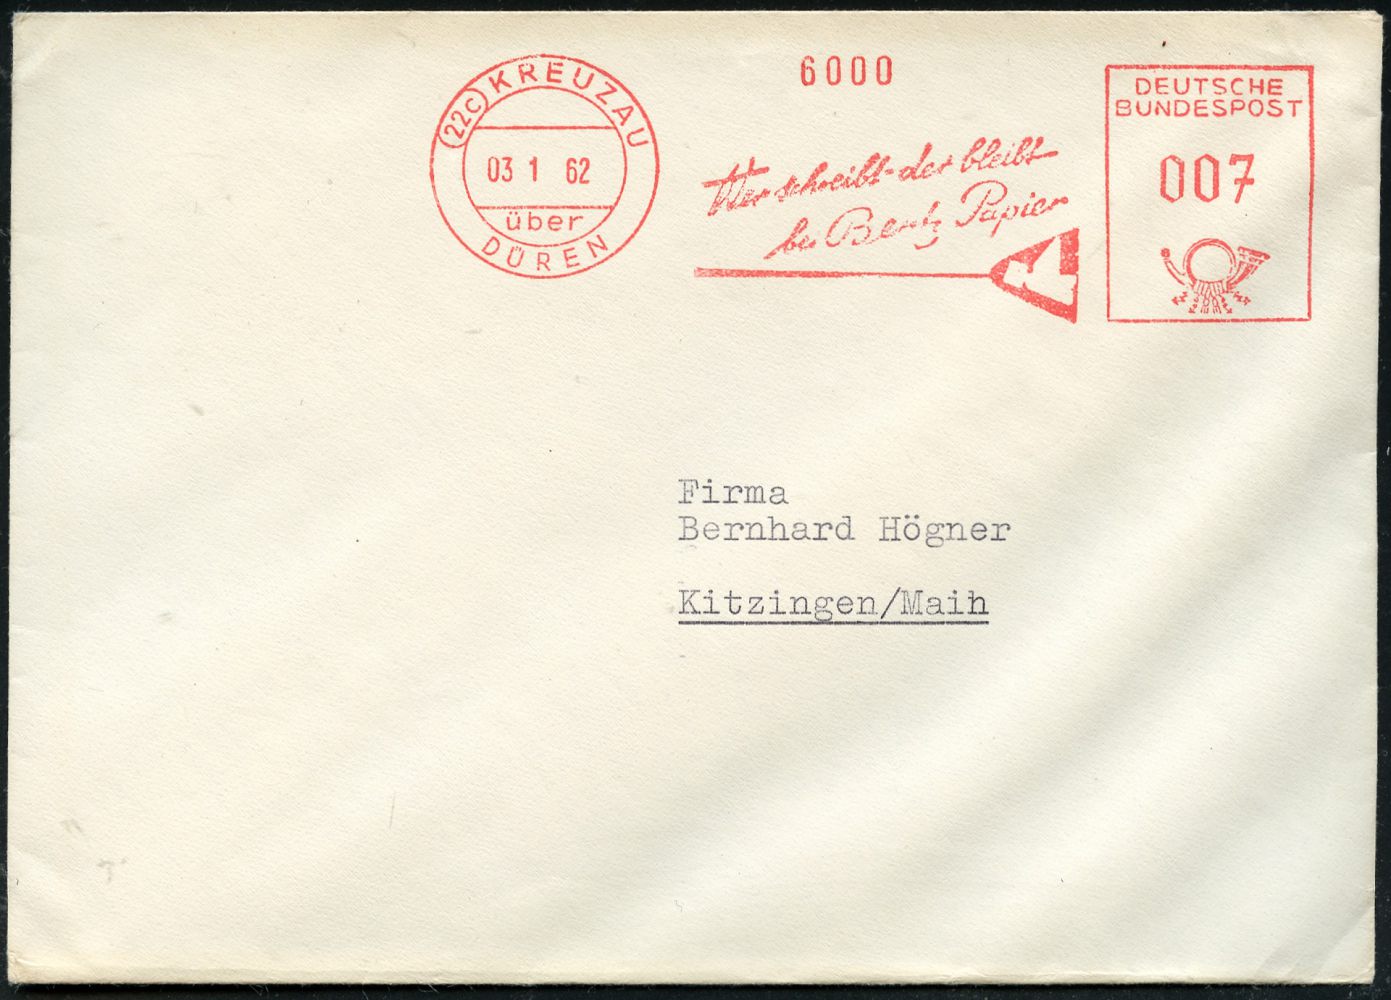 22c KREUZAU
03 1 62
über
DÜREN
6000
Wer schreibt-der bleibt
bei Bentz Papier
DEUTSCHE
BUNDESPOST
007
Firma
Bernhard Högner
Kitzingen/Maih